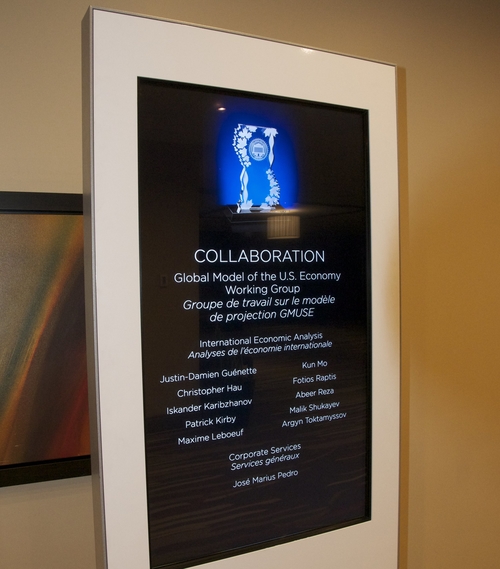 COLLABORATION
Global Model of the U.S. Economy
Working Group
Groupe de travail sur le modèle
de projection GMUSE
International Economic Analysis
Analyses de l'économie internationale
Justin-Damien Guénette
Christopher Hau
Iskander Karibzhanov
Patrick Kirby
Maxime Leboeuf
Kun Mo
Fotios Raptis
Abeer Reza
Malik Shukayev
Argyn Toktamyssov
Corporate Services
Services généraux
José Marius Pedro